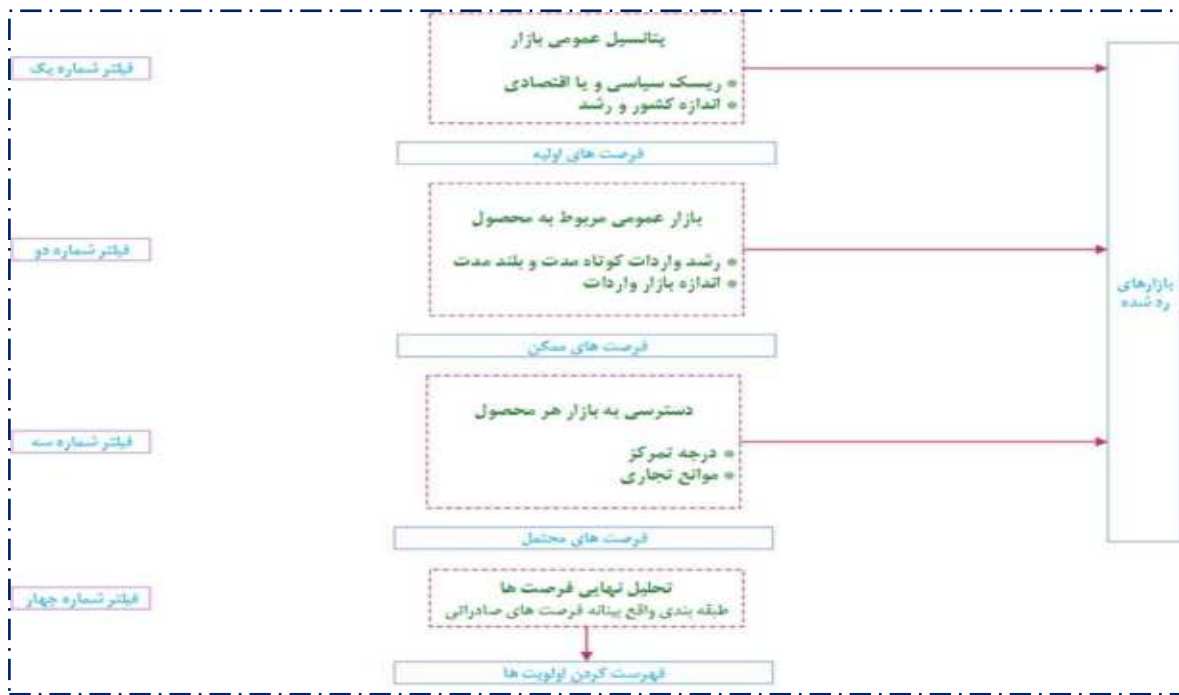 پتانسیل عمومی بازار
فیلتر شماره یک
* ریسک سیاسی و یا اقتصادی
* اندازه کشور و رشد
فرصت های اولیه
بازار عمومی مربوط به محصول
فیلتر شماره دو
* رشد واردات کوتاه مدت و بلند مدت
* اندازه بازار واردات
بازارهای
رد شده
فرصت های ممکن
دسترسی به بازار هر محصول
فیلتر شماره سه
* درجه تمرکز
* موانع تجاری
فرصت های محتمل
تحلیل نهایی فرصت ها
فیلتر شماره چهار
طبقه بندی واقع بینانه فرصت های صادراتی
فهرست کردن اولویت ها